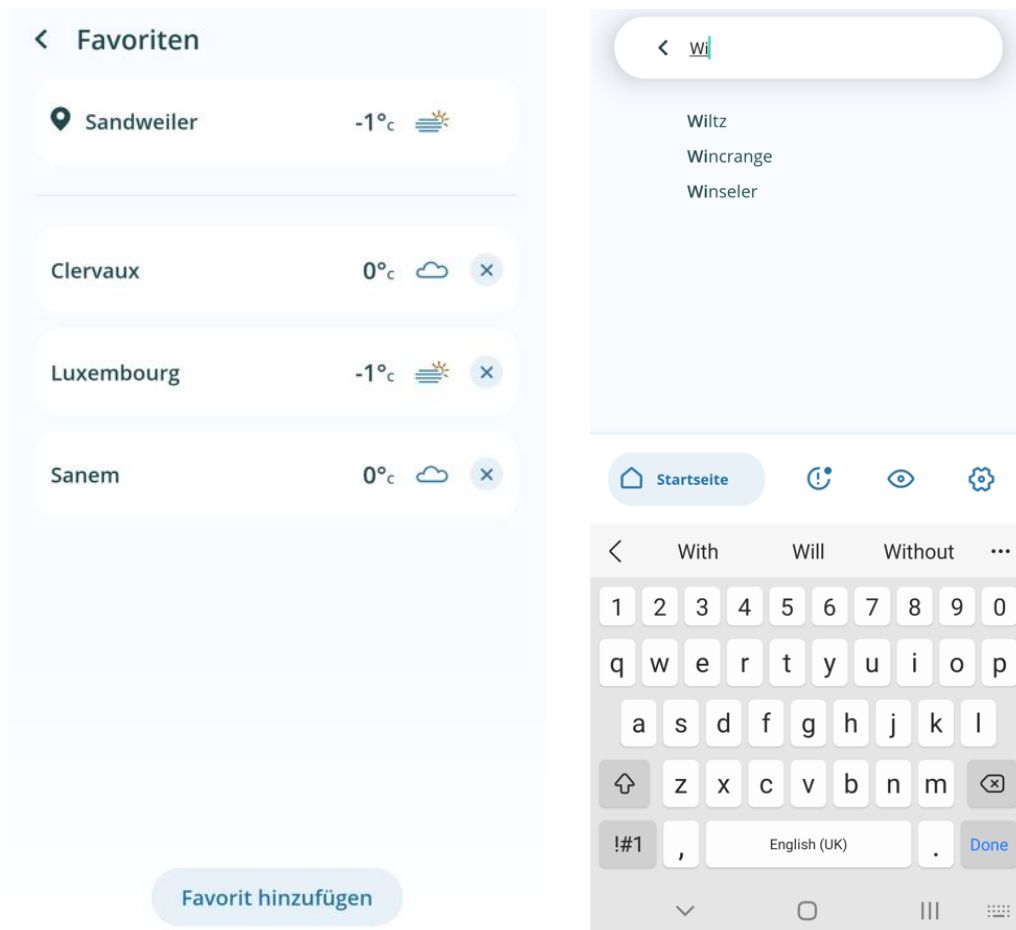 Favoriten
Sandweiler -1°c
Clervaux 0°c
Luxembourg -1°c
Sanem 0°c
Favorit hinzufügen
Wi
Wiltz
Wincrange
Winseler
Startseite
With Will Without
1 2 3 4 5 6 7 8 9 0
q w e r t y u i o p
a s d f g h j k l
z x c v b n m
!#1 , English (UK) . Done